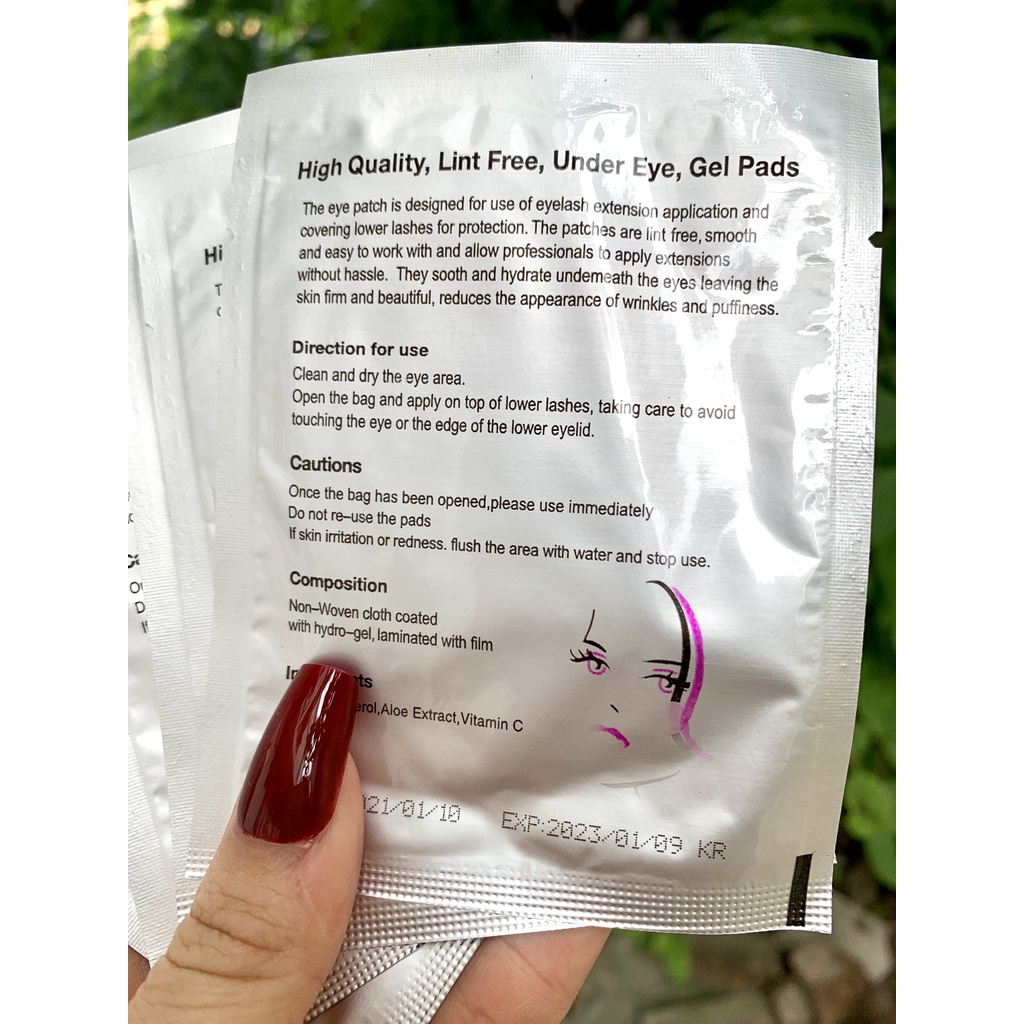 High Quality, Lint Free, Under Eye, Gel Pads
The eye patch is designed for use of eyelash extension application and
covering lower lashes for protection. The patches are lint free, smooth
and easy to work with and allow professionals to apply extensions
without hassle. They sooth and hydrate underneath the eyes leaving the
skin firm and beautiful, reduces the appearance of wrinkles and puffiness.
Direction for use
Clean and dry the eye area.
Open the bag and apply on top of lower lashes, taking care to avoid
touching the eye or the edge of the lower eyelid.
Cautions
Once the bag has been opened,please use immediately
Do not re-use the pads
If skin irritation or redness. flush the area with water and stop use.
Composition
Non-Woven cloth coated
with hydro-gel, laminated with film
Aloe Extract,Vitamin C
21/01/10 EXP:2023/01/09 KR
Hi